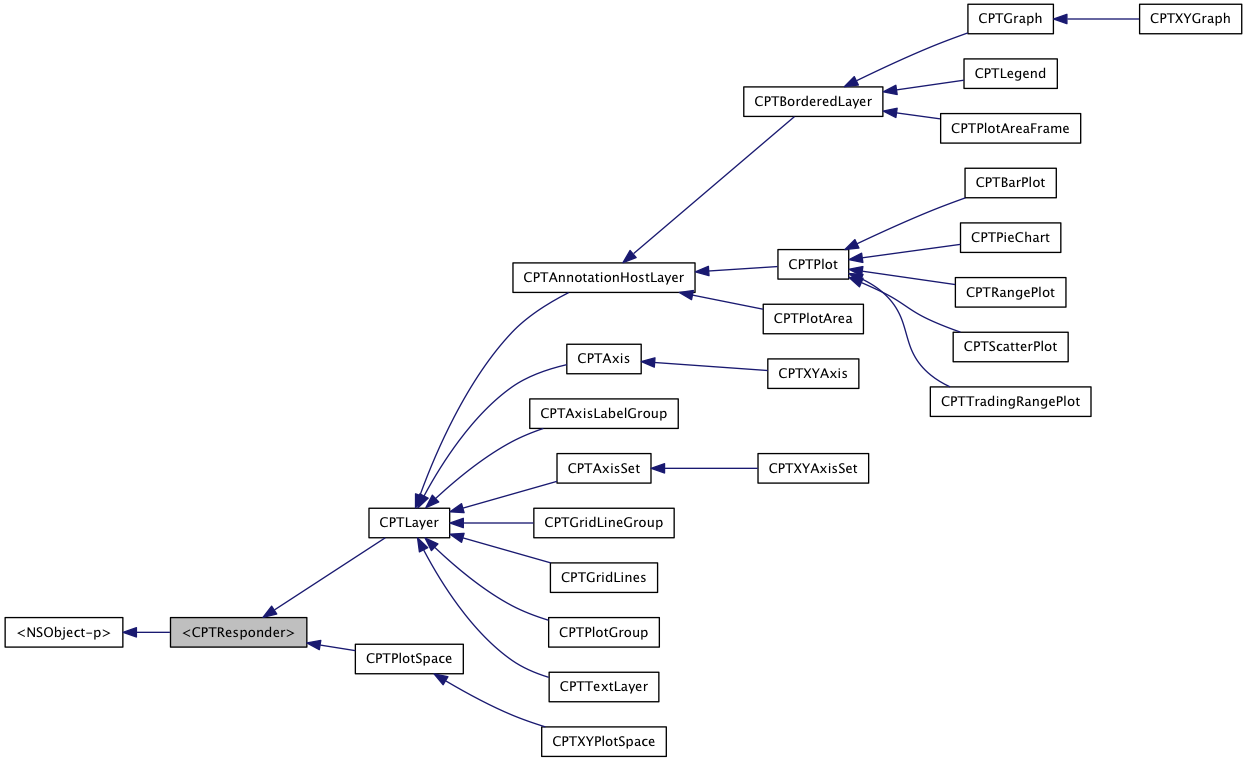 CPTGraph
CPTXYGraph
CPTLegend
CPTBorderedLayer
CPTPlotAreaFrame
CPTBarPlot
CPTPieChart
CPTPlot
CPTAnnotationHostLayer
CPTRangePlot
CPTPlotArea
CPTScatterPlot
CPTAxis
CPTXYAxis
CPTTradingRangePlot
CPTAxisLabelGroup
CPTAxisSet
CPTXYAxisSet
CPTLayer
CPTGridLineGroup
CPTGridLines
<NSObject-p>
<CPTResponder>
CPTPlotGroup
CPTPlotSpace
CPTTextLayer
CPTXYPlotSpace